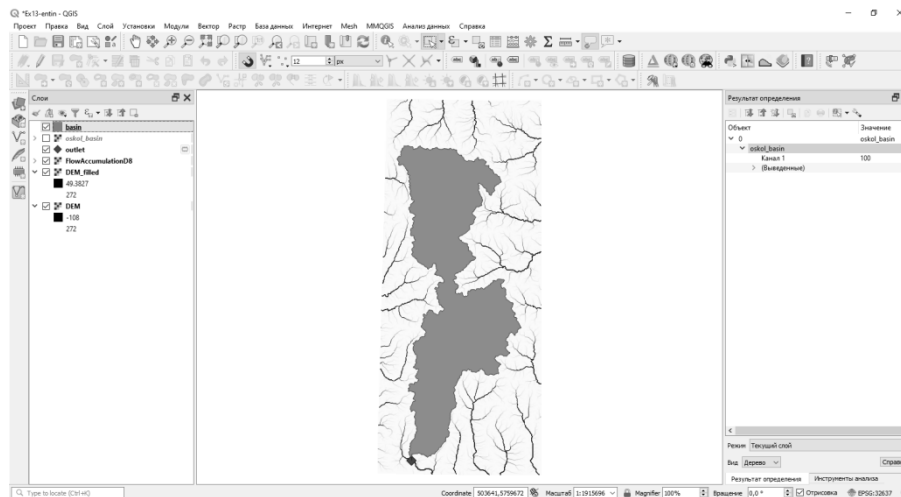 *Ex13-entin — QGIS
Проект Правка Вид Слой Установки Модули Вектор Растр База данных Интернет Mesh MMQGIS Анализ данных Справка
12 px
Слои
basin
oskol_basin
outlet
FlowAccumulationD8
DEM_filled
49.3827
272
DEM
-108
272
Результат определения
Объект Значение
0 oskol_basin
oskol_basin
Канал 1 100
(Выведенные)
Режим Текущий слой
Вид Дерево Справка
Результат определения Инструменты анализа
Type to locate (Ctrl+K) Coordinate 503641,5759672 Масштаб 1:1915696 Magnifier 100% Вращение 0,0 ° Отрисовка EPSG:32637